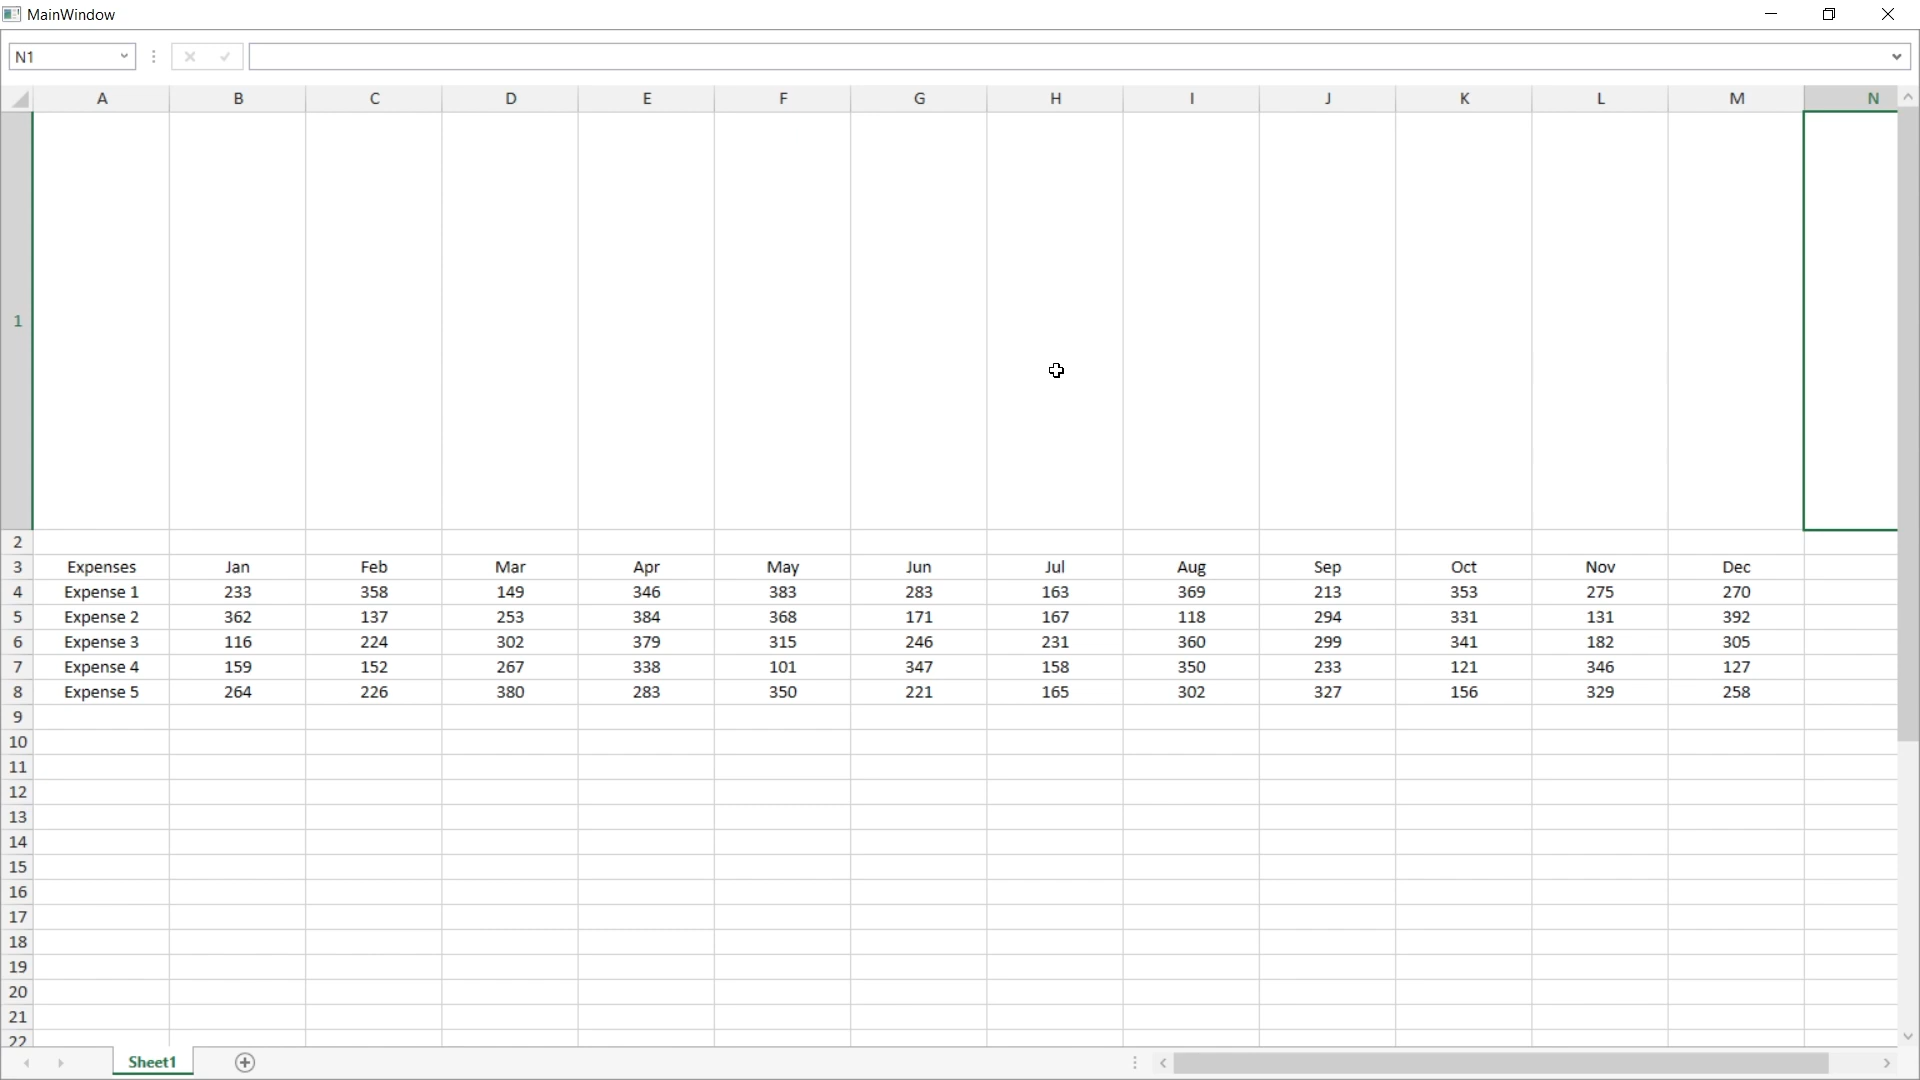 MainWindow
N1
A B C D E F G H I J K L M N
1
2
3 Expenses Jan Feb Mar Apr May Jun Jul Aug Sep Oct Nov Dec
4 Expense 1 233 358 149 346 383 283 163 369 213 353 275 270
5 Expense 2 362 137 253 384 368 171 167 118 294 331 131 392
6 Expense 3 116 224 302 379 315 246 231 360 299 341 182 305
7 Expense 4 159 152 267 338 101 347 158 350 233 121 346 127
8 Expense 5 264 226 380 283 350 221 165 302 327 156 329 258
9
10
11
12
13
14
15
16
17
18
19
20
21
22
Sheet1